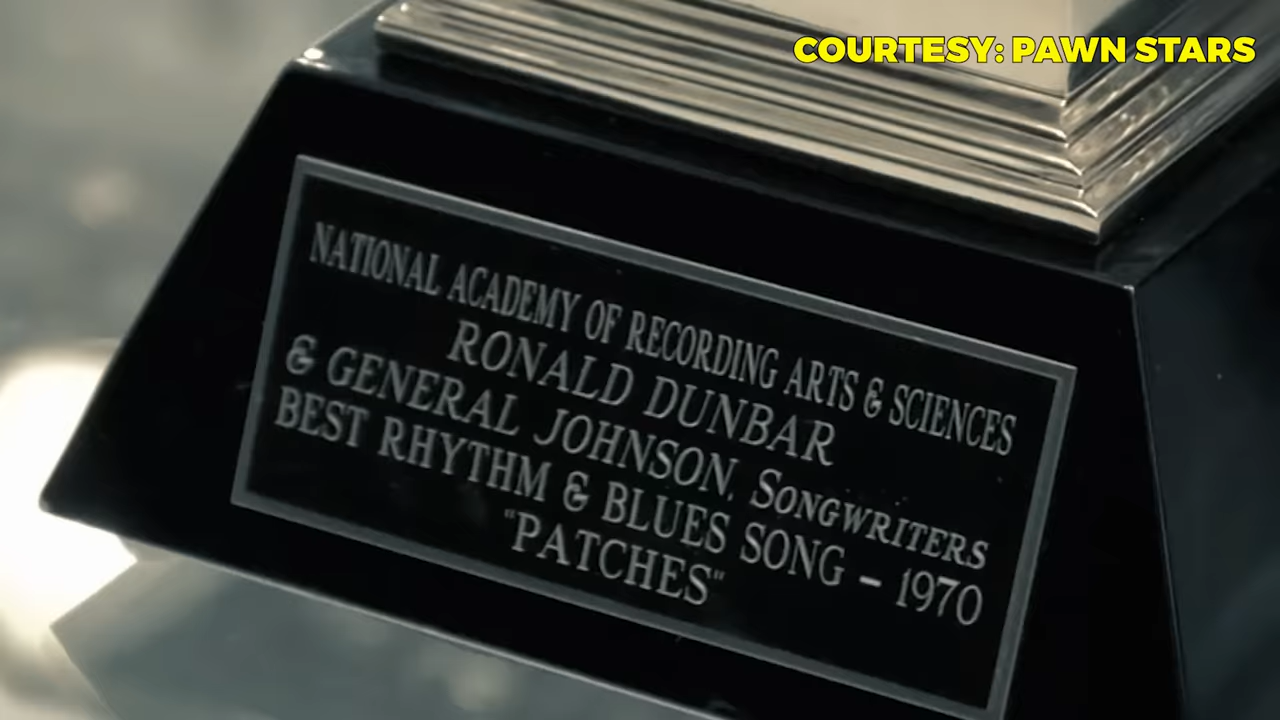 COURTESY: PAWN STARS
NATIONAL ACADEMY OF RECORDING ARTS & SCIENCES
RONALD DUNBAR
& GENERAL JOHNSON, SONGWRITERS
BEST RHYTHM & BLUES SONG – 1970
"PATCHES"